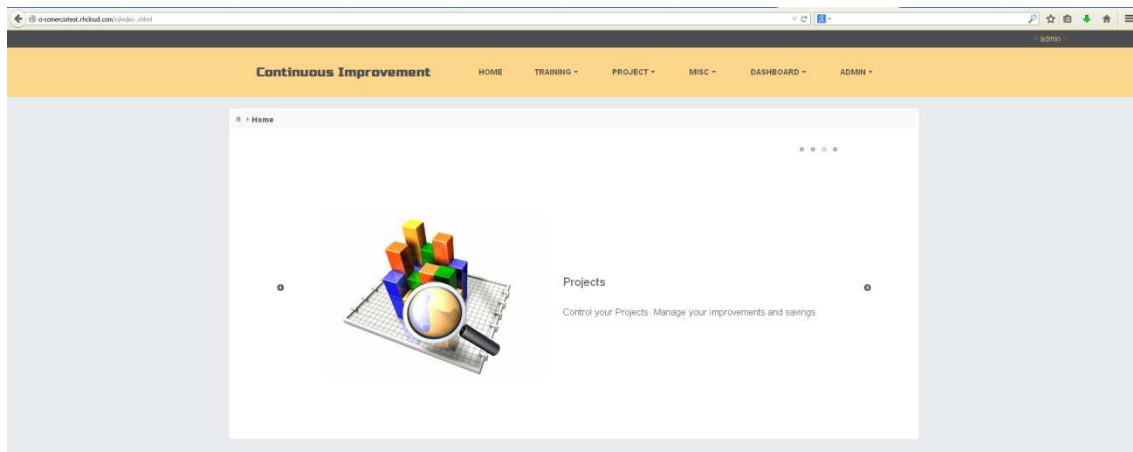 ci-comerciotest.rhcloud.com/ci/index.xhtml
admin
Continuous Improvement HOME TRAINING PROJECT MISC DASHBOARD ADMIN
Home
Projects
Control your Projects. Manage your improvements and savings.